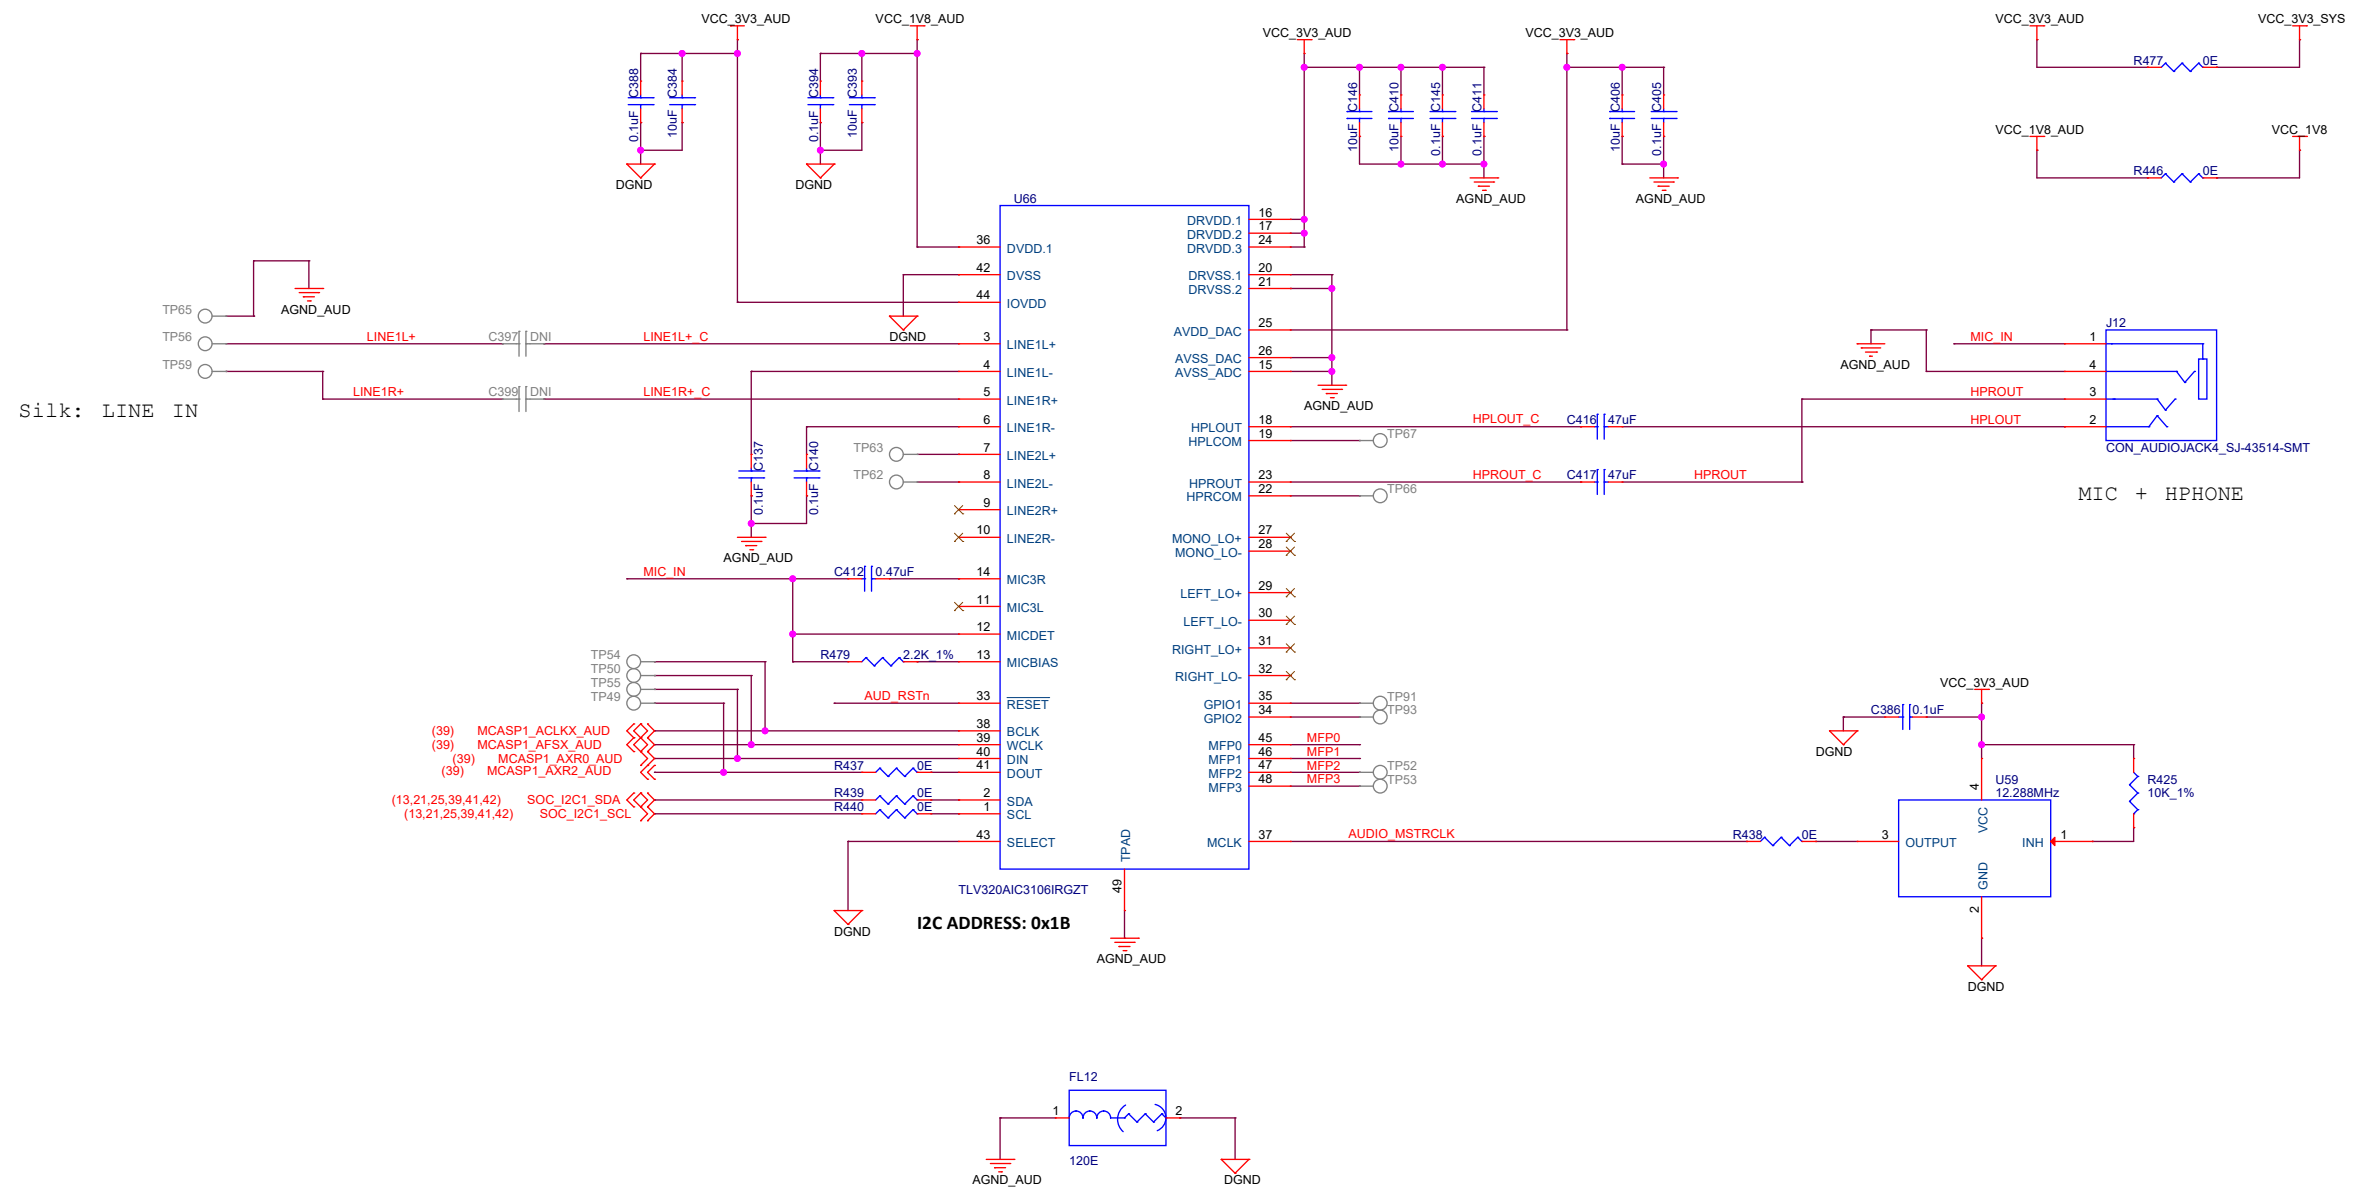 VCC_3V3_AUD
VCC_1V8_AUD
VCC_3V3_AUD
VCC_3V3_AUD
VCC_3V3_AUD
VCC_3V3_SYS
R477 0E
VCC_1V8_AUD
VCC_1V8
R446 0E
C388
0.1uF
C384
10uF
C394
0.1uF
C393
10uF
C146
10uF
C410
10uF
C145
0.1uF
C411
0.1uF
C406
10uF
C405
0.1uF
DGND
DGND
AGND_AUD
AGND_AUD
U66
36 DVDD.1
42 DVSS
44 IOVDD
DGND
3 LINE1L+
4 LINE1L-
5 LINE1R+
6 LINE1R-
7 LINE2L+
8 LINE2L-
9 LINE2R+
10 LINE2R-
14 MIC3R
11 MIC3L
12 MICDET
13 MICBIAS
33 RESET
38 BCLK
39 WCLK
40 DIN
41 DOUT
2 SDA
1 SCL
43 SELECT
DRVDD.1 16
DRVDD.2 17
DRVDD.3 24
DRVSS.1 20
DRVSS.2 21
AVDD_DAC 25
AVSS_DAC 26
AVSS_ADC 15
AGND_AUD
HPLOUT 18
HPLCOM 19
HPROUT 23
HPRCOM 22
MONO_LO+ 27
MONO_LO- 28
LEFT_LO+ 29
LEFT_LO- 30
RIGHT_LO+ 31
RIGHT_LO- 32
GPIO1 35
GPIO2 34
MFP0 45
MFP1 46
MFP2 47
MFP3 48
MCLK 37
TPAD
49
TLV320AIC3106IRGZT
I2C ADDRESS: 0x1B
AGND_AUD
TP65
AGND_AUD
TP56 LINE1L+ C397 DNI LINE1L+_C
TP59 LINE1R+ C399 DNI LINE1R+_C
Silk: LINE IN
TP63
TP62
C137
0.1uF
C140
0.1uF
AGND_AUD
MIC_IN C412 0.47uF
R479 2.2K_1%
TP54
TP50
TP55
TP49
AUD_RSTn
(39) MCASP1_ACLKX_AUD
(39) MCASP1_AFSX_AUD
(39) MCASP1_AXR0_AUD
(39) MCASP1_AXR2_AUD R437 0E
(13,21,25,39,41,42) SOC_I2C1_SDA R439 0E
(13,21,25,39,41,42) SOC_I2C1_SCL R440 0E
DGND
HPLOUT_C C416 47uF
TP67
HPROUT_C C417 47uF HPROUT
TP66
J12
MIC_IN 1
AGND_AUD 4
HPROUT 3
HPLOUT 2
CON_AUDIOJACK4_SJ-43514-SMT
MIC + HPHONE
TP91
TP93
MFP0
MFP1
MFP2 TP52
MFP3 TP53
AUDIO_MSTRCLK R438 0E
VCC_3V3_AUD
C386 0.1uF
DGND
U59
12.288MHz
R425
10K_1%
4
VCC
3 OUTPUT
INH 1
GND
2
DGND
FL12
1
2
120E
AGND_AUD
DGND